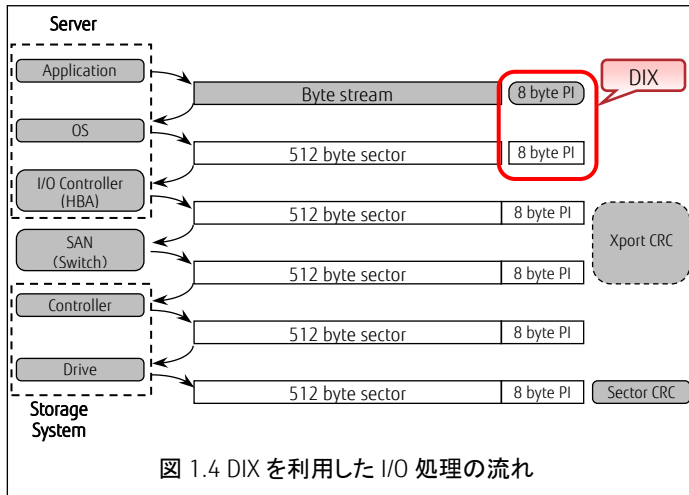 Server
Application
Byte stream
8 byte PI
DIX
OS
512 byte sector
8 byte PI
I/O Controller
(HBA)
512 byte sector
8 byte PI
Xport CRC
SAN
(Switch)
512 byte sector
8 byte PI
Controller
512 byte sector
8 byte PI
Drive
512 byte sector
8 byte PI
Sector CRC
Storage
System
図 1.4 DIX を利用した I/O 処理の流れ